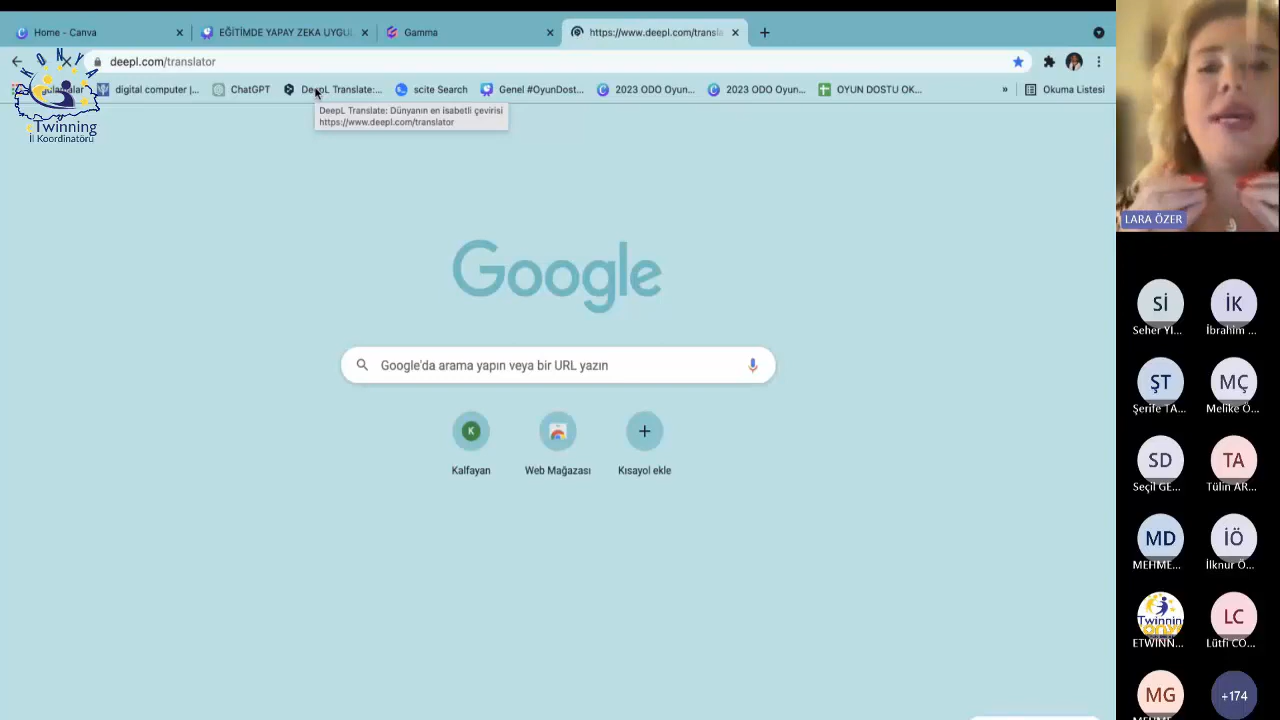 Home - Canva
EĞİTİMDE YAPAY ZEKA UYGUL
Gamma
https://www.deepl.com/transla
deepl.com/translator
digital computer |...
ChatGPT
DeepL Translate:...
scite Search
Genel #OyunDost...
2023 ODO Oyun...
2023 ODO Oyun...
OYUN DOSTU OK...
»
Okuma Listesi
DeepL Translate: Dünyanın en isabetli çevirisi
https://www.deepl.com/translator
KONYA
Twinning
İl Koordinatörü
Google
Google'da arama yapın veya bir URL yazın
K
Kalfayan
Web Mağazası
Kısayol ekle
LARA ÖZER
Sİ
Seher YI...
İK
İbrahim ...
ŞT
Şerife TA...
MÇ
Melike Ö...
SD
Seçil GE...
TA
Tülin AR...
MD
MEHME...
İÖ
İlknur Ö...
Twinning
ETWINN...
LC
Lütfi CO...
MG
+174